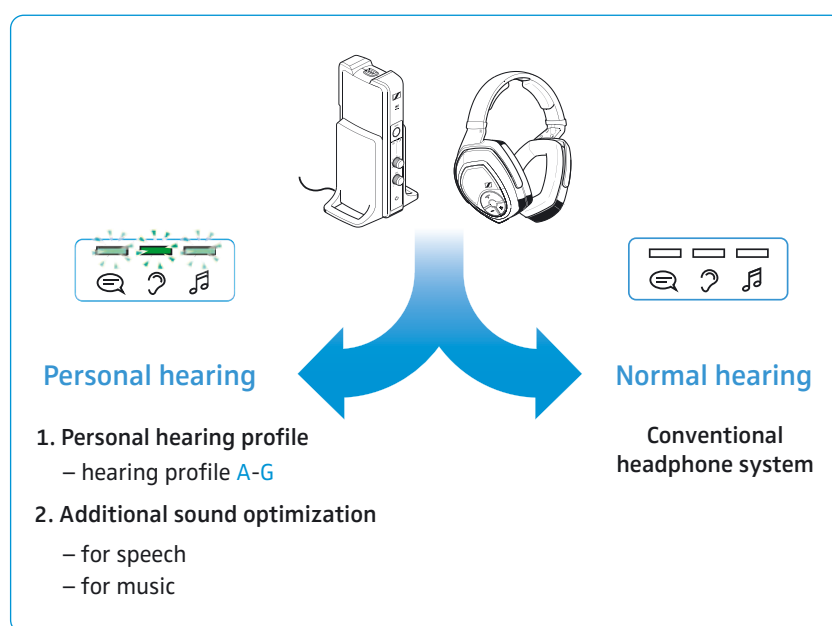 Personal hearing
1. Personal hearing profile
– hearing profile A-G
2. Additional sound optimization
– for speech
– for music
Normal hearing
Conventional
headphone system